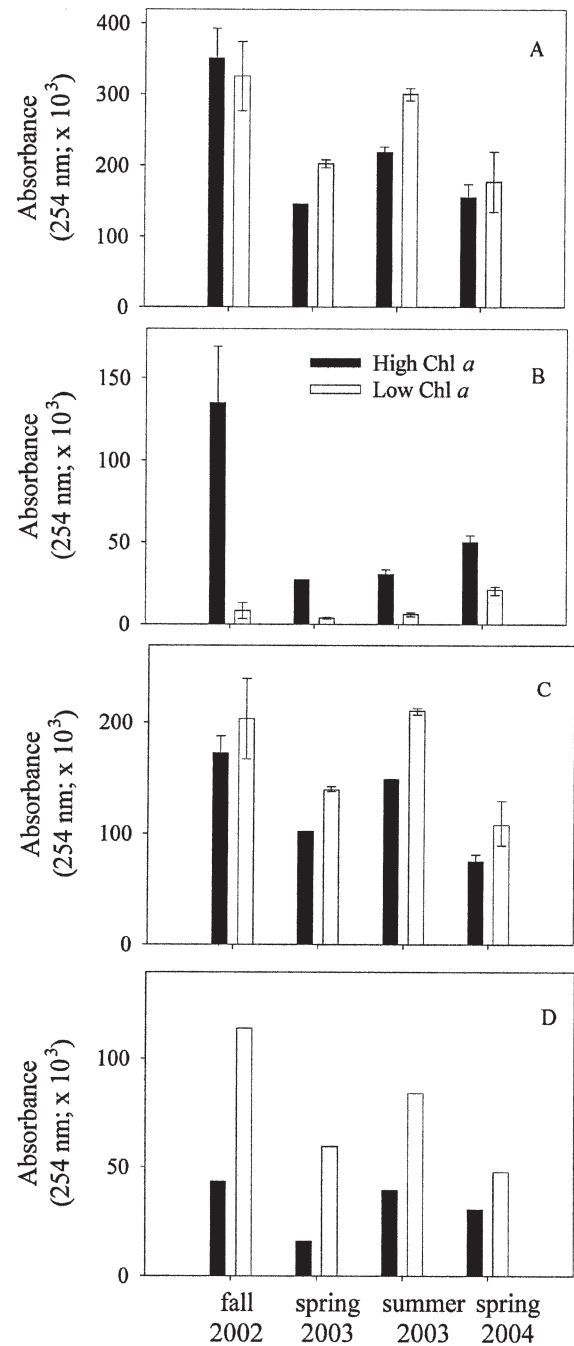 400
300
200
100
0
Absorbance
(254 nm; x 10³)
A
150
100
50
0
Absorbance
(254 nm; x 10³)
High Chl a
Low Chl a
B
200
100
0
Absorbance
(254 nm; x 10³)
C
100
50
0
Absorbance
(254 nm; x 10³)
D
fall spring summer spring
2002 2003 2003 2004